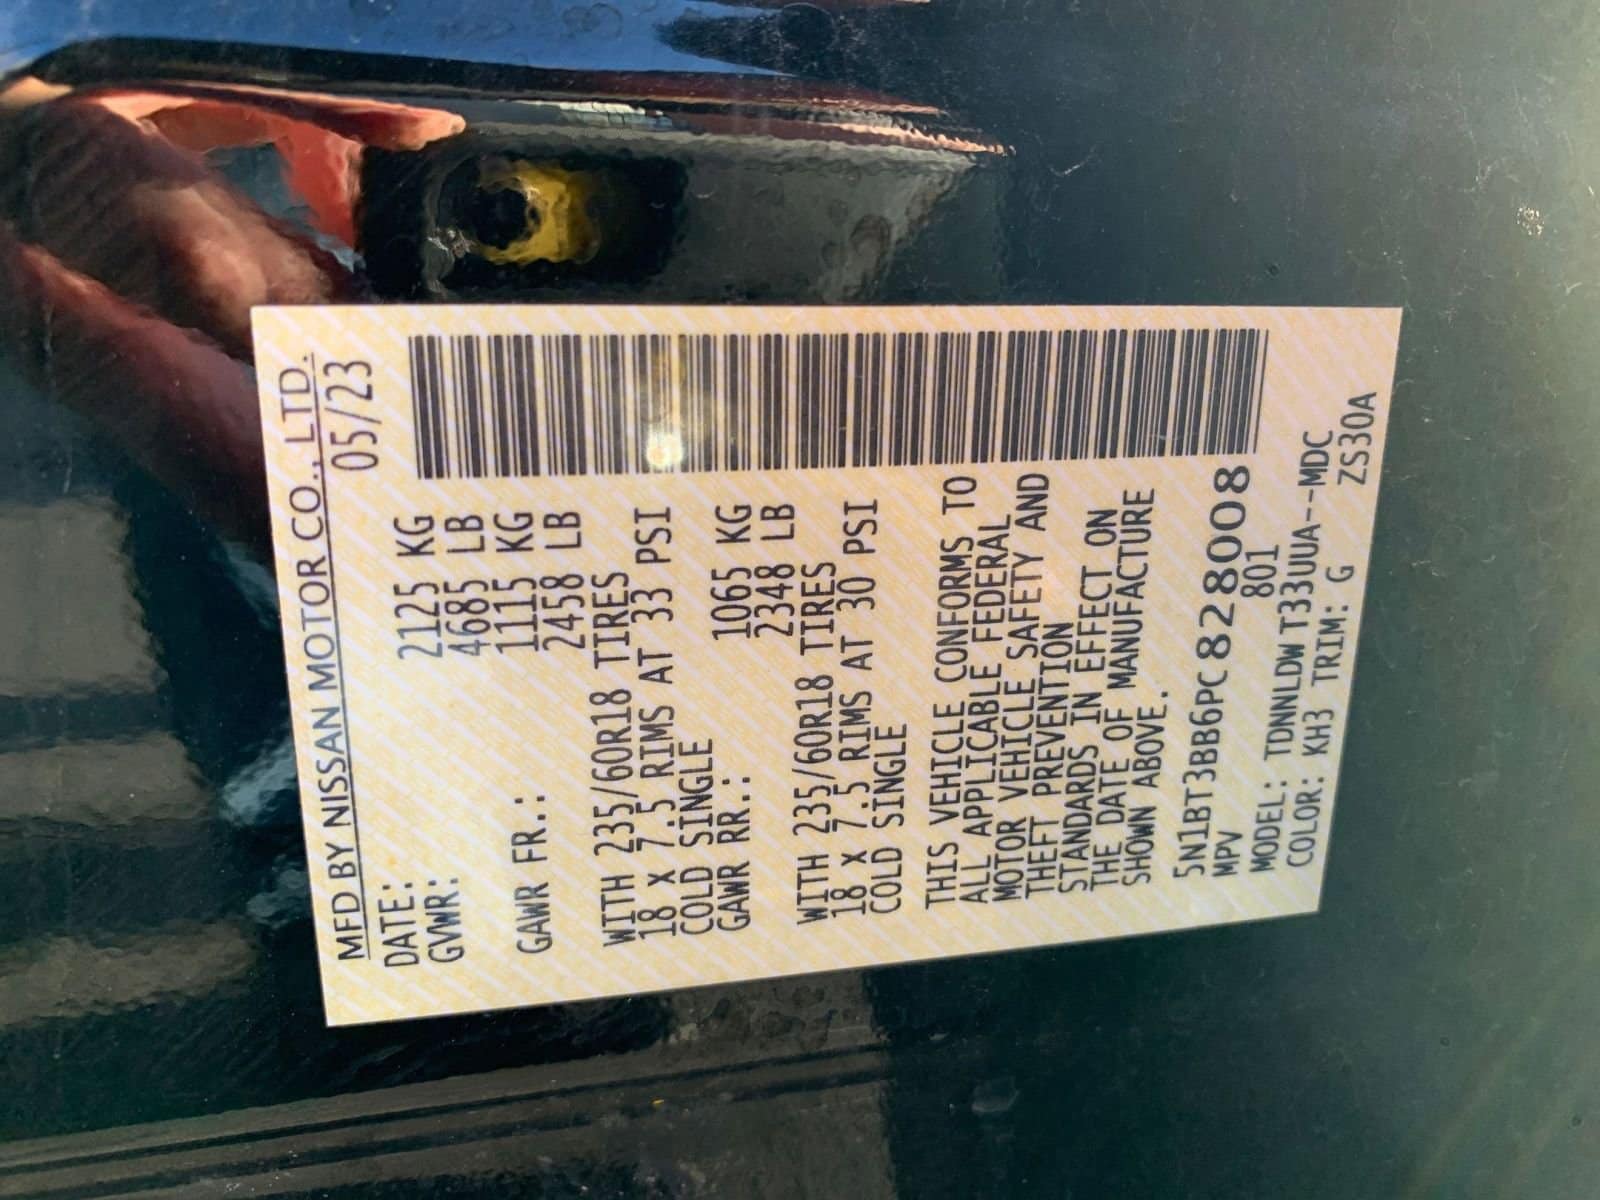 MFD BY NISSAN MOTOR CO., LTD.
DATE: 05/23
GVWR: 2125 KG
4685 LB
GAWR FR.: 1115 KG
2458 LB
WITH 235/60R18 TIRES
18 X 7.5 RIMS AT 33 PSI
COLD SINGLE
GAWR RR.: 1065 KG
2348 LB
WITH 235/60R18 TIRES
18 X 7.5 RIMS AT 30 PSI
COLD SINGLE
THIS VEHICLE CONFORMS TO
ALL APPLICABLE FEDERAL
MOTOR VEHICLE SAFETY AND
THEFT PREVENTION
STANDARDS IN EFFECT ON
THE DATE OF MANUFACTURE
SHOWN ABOVE.
5N1BT3BB6PC828008
MPV 801
MODEL: TDNNLDWT33UUA--MDC
COLOR: KH3 TRIM: G ZS30A